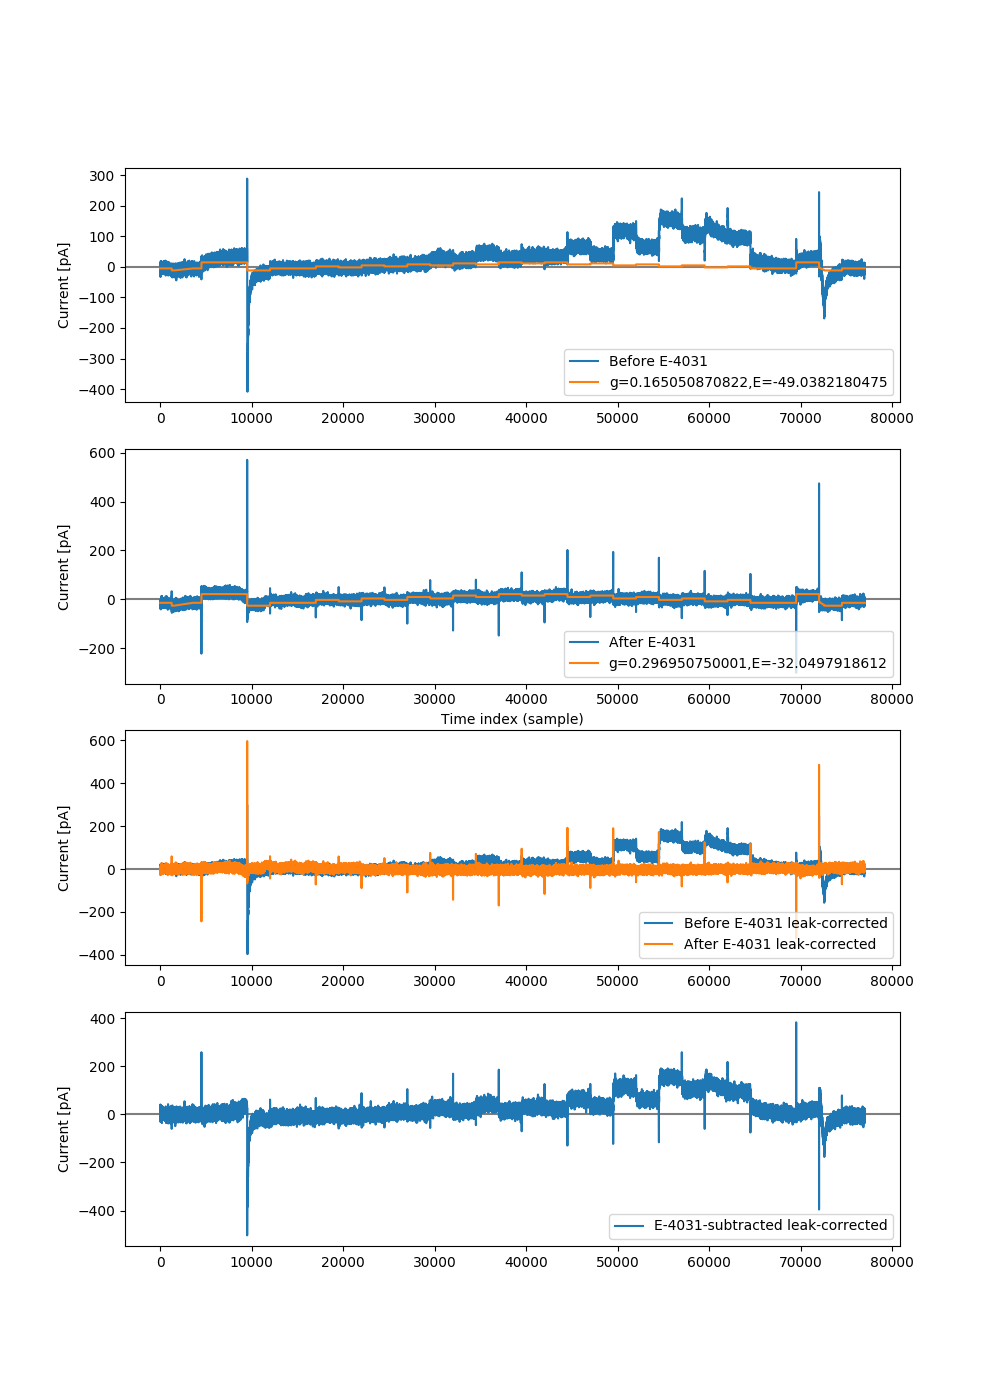 300
200
100
0
−100
−200
−300
−400
Current [pA]
Before E-4031
g=0.165050870822,E=-49.0382180475
0 10000 20000 30000 40000 50000 60000 70000 80000
600
400
200
0
−200
Current [pA]
After E-4031
g=0.296950750001,E=-32.0497918612
0 10000 20000 30000 40000 50000 60000 70000 80000
Time index (sample)
600
400
200
0
−200
−400
Current [pA]
Before E-4031 leak-corrected
After E-4031 leak-corrected
0 10000 20000 30000 40000 50000 60000 70000 80000
400
200
0
−200
−400
Current [pA]
E-4031-subtracted leak-corrected
0 10000 20000 30000 40000 50000 60000 70000 80000